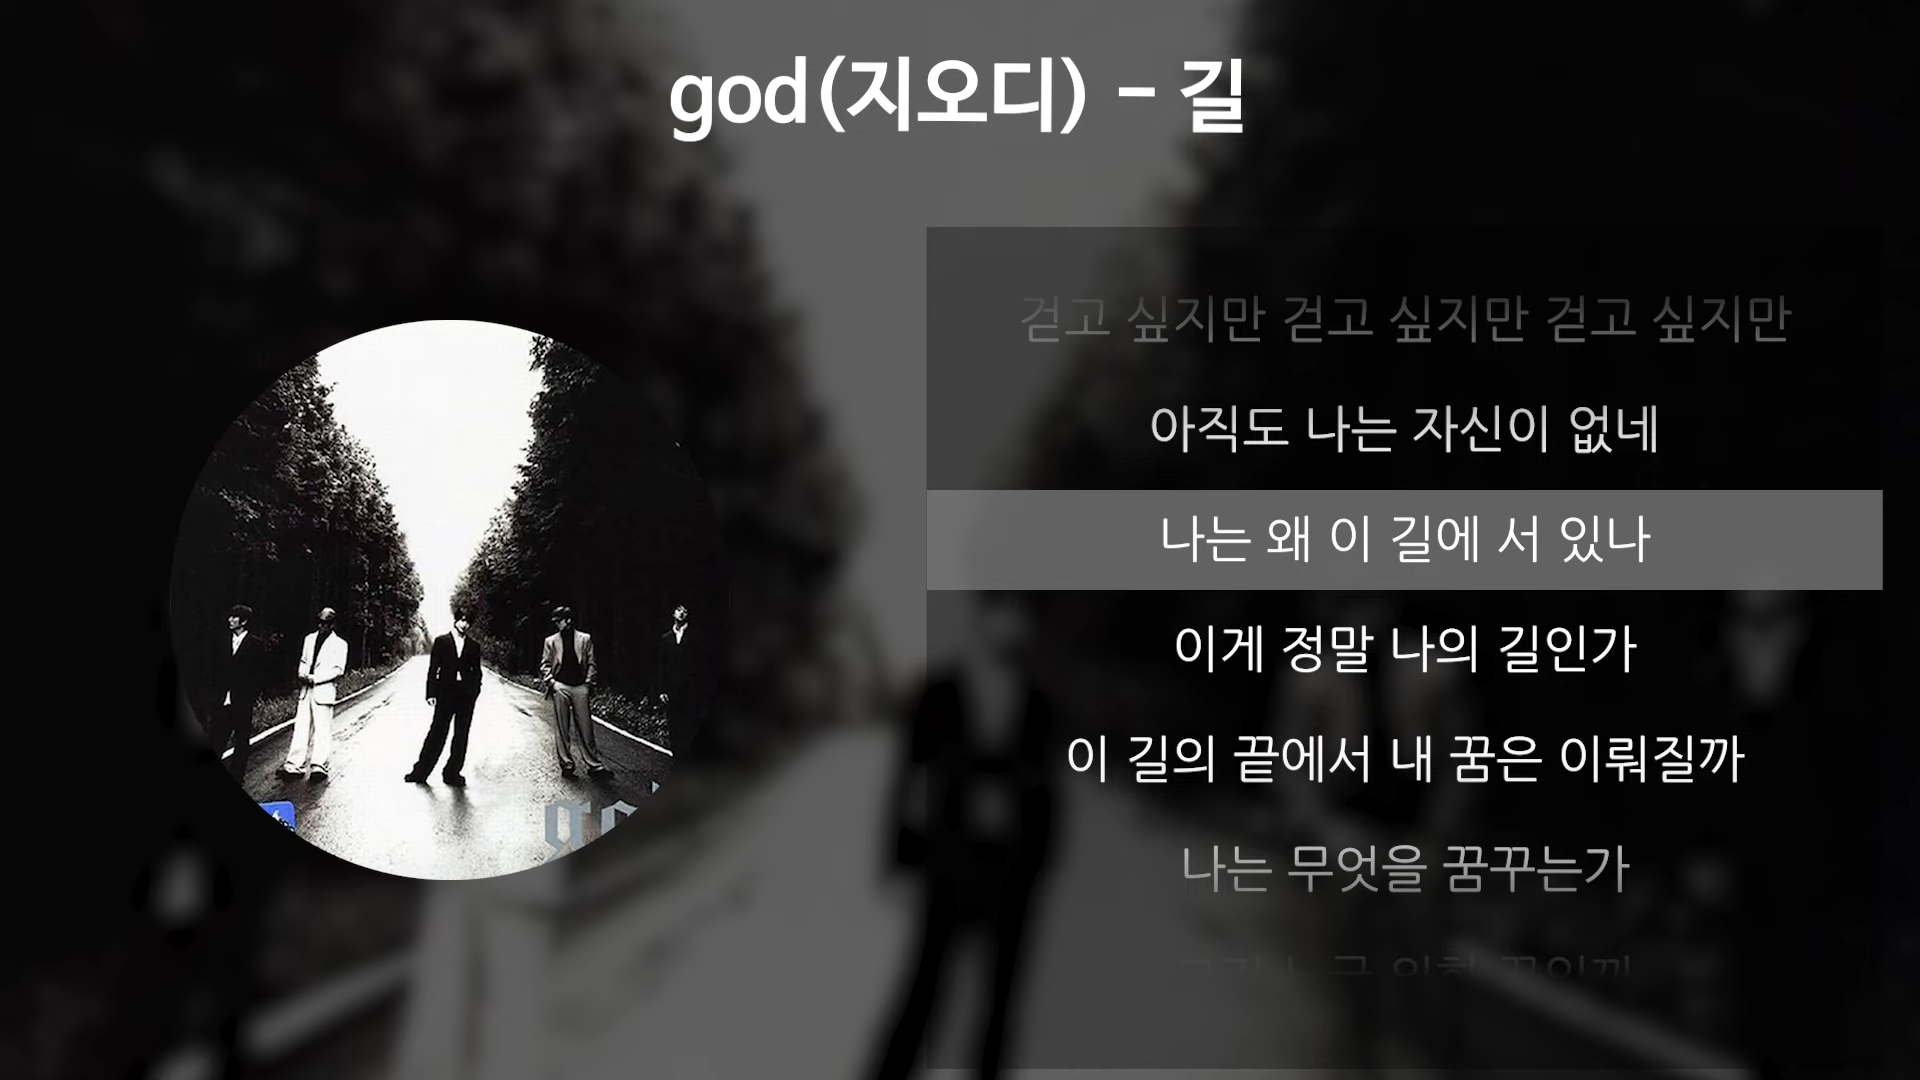 god(지오디) - 길
걷고 싶지만 걷고 싶지만 걷고 싶지만
아직도 나는 자신이 없네
나는 왜 이 길에 서 있나
이게 정말 나의 길인가
이 길의 끝에서 내 꿈은 이뤄질까
나는 무엇을 꿈꾸는가